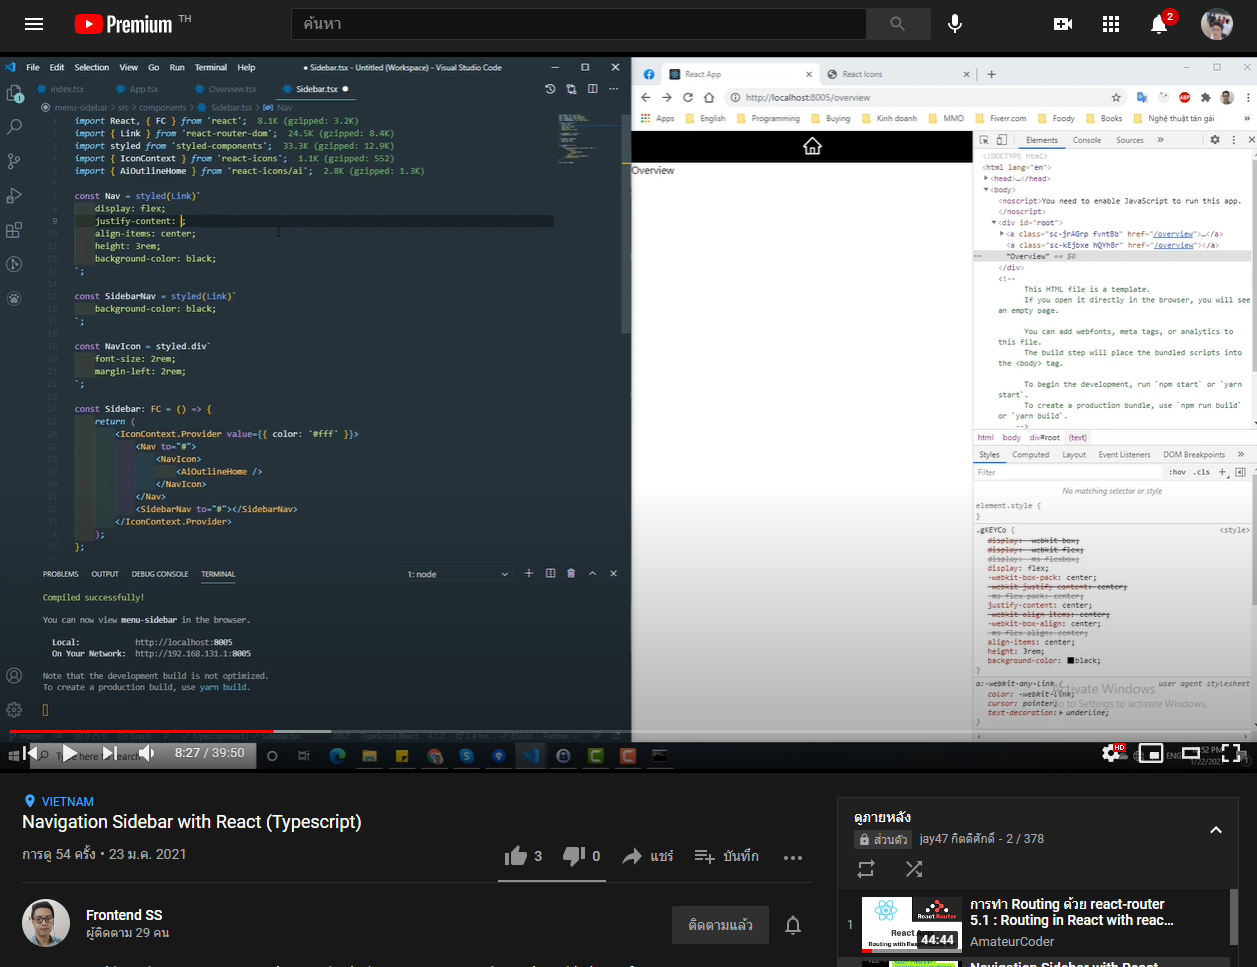 Premium TH
ค้นหา
2
File Edit Selection View Go Run Terminal Help
● Sidebar.tsx - Untitled (Workspace) - Visual Studio Code
index.tsx App.tsx Overview.tsx Sidebar.tsx
menu-sidebar > src > components > Sidebar.tsx > Nav
import React, { FC } from 'react'; 8.1K (gzipped: 3.2K)
import { Link } from 'react-router-dom'; 24.5K (gzipped: 8.4K)
import styled from 'styled-components'; 33.3K (gzipped: 12.9K)
import { IconContext } from 'react-icons'; 1.1K (gzipped: 552)
import { AiOutlineHome } from 'react-icons/ai'; 2.8K (gzipped: 1.3K)
const Nav = styled(Link)`
display: flex;
9 justify-content: ;
align-items: center;
height: 3rem;
background-color: black;
`;
const SidebarNav = styled(Link)`
background-color: black;
`;
const NavIcon = styled.div`
font-size: 2rem;
margin-left: 2rem;
`;
const Sidebar: FC = () => {
return (
<IconContext.Provider value={{ color: '#fff' }}>
<Nav to="#">
<NavIcon>
<AiOutlineHome />
</NavIcon>
</Nav>
<SidebarNav to="#"></SidebarNav>
</IconContext.Provider>
);
};
PROBLEMS OUTPUT DEBUG CONSOLE TERMINAL 1: node
Compiled successfully!
You can now view menu-sidebar in the browser.
Local: http://localhost:8005
On Your Network: http://192.168.131.1:8005
Note that the development build is not optimized.
To create a production build, use yarn build.
React App
React Icons
http://localhost:8005/overview
Apps English Programming Buying Kinh doanh MMO Fiverr.com Foody Books Nghệ thuật tán gái
Overview
Elements Console Sources
<!DOCTYPE html>
<html lang="en">
<head>…</head>
<body>
<noscript>You need to enable JavaScript to run this app.
</noscript>
<div id="root">
<a class="sc-jrAGrp fvntBb" href="/overview">…</a>
<a class="sc-kEjbxe hQYhBr" href="/overview"></a>
"Overview" == $0
</div>
<!--
This HTML file is a template.
If you open it directly in the browser, you will see
an empty page.
You can add webfonts, meta tags, or analytics to
this file.
The build step will place the bundled scripts into
the <body> tag.
To begin the development, run `npm start` or `yarn
start`.
To create a production bundle, use `npm run build`
or `yarn build`.
-->
html body div#root (text)
Styles Computed Layout Event Listeners DOM Breakpoints
Filter :hov .cls
No matching selector or style
element.style {
}
.gKEYCo { <style>
display: -webkit-box;
display: -webkit-flex;
display: -ms-flexbox;
display: flex;
-webkit-box-pack: center;
-webkit-justify-content: center;
-ms-flex-pack: center;
justify-content: center;
-webkit-align-items: center;
-webkit-box-align: center;
-ms-flex-align: center;
align-items: center;
height: 3rem;
background-color: black;
}
a:-webkit-any-link { user agent stylesheet
color: -webkit-link;
cursor: pointer;
text-decoration: underline;
}
Activate Windows
Go to Settings to activate Windows.
8:27 / 39:50
HD
ENG
VIETNAM
Navigation Sidebar with React (Typescript)
การดู 54 ครั้ง • 23 ม.ค. 2021
3 0 แชร์ บันทึก
Frontend SS
ผู้ติดตาม 29 คน
ติดตามแล้ว
ดูภายหลัง
ส่วนตัว jay47 กิตติศักดิ์ - 2 / 378
1
React Router
44:44
การทำ Routing ด้วย react-router
5.1 : Routing in React with reac...
AmateurCoder
Navigation Sidebar with React